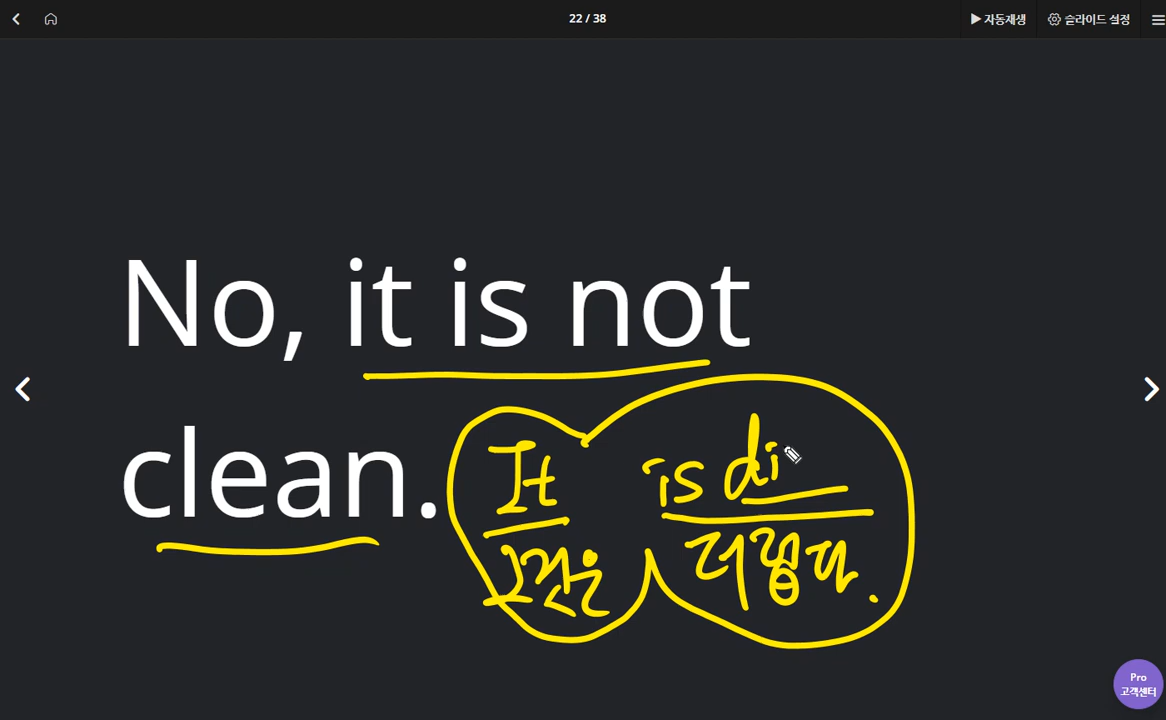 22 / 38
자동재생
슬라이드 설정
No, it is not
clean.
It is di
그것은 더럽다.
Pro
고객센터